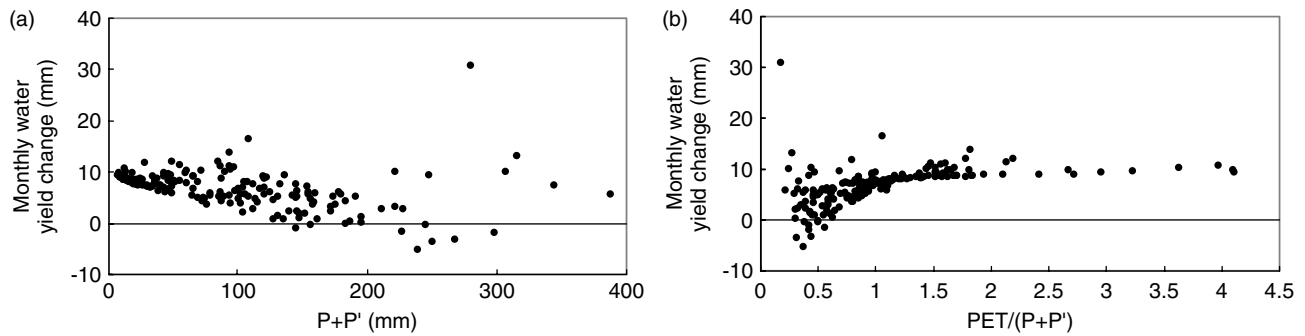 (a)
Monthly water
yield change (mm)
40
30
20
10
0
-10
0 100 200 300 400
P+P' (mm)
(b)
Monthly water
yield change (mm)
40
30
20
10
0
-10
0 0.5 1 1.5 2 2.5 3 3.5 4 4.5
PET/(P+P')